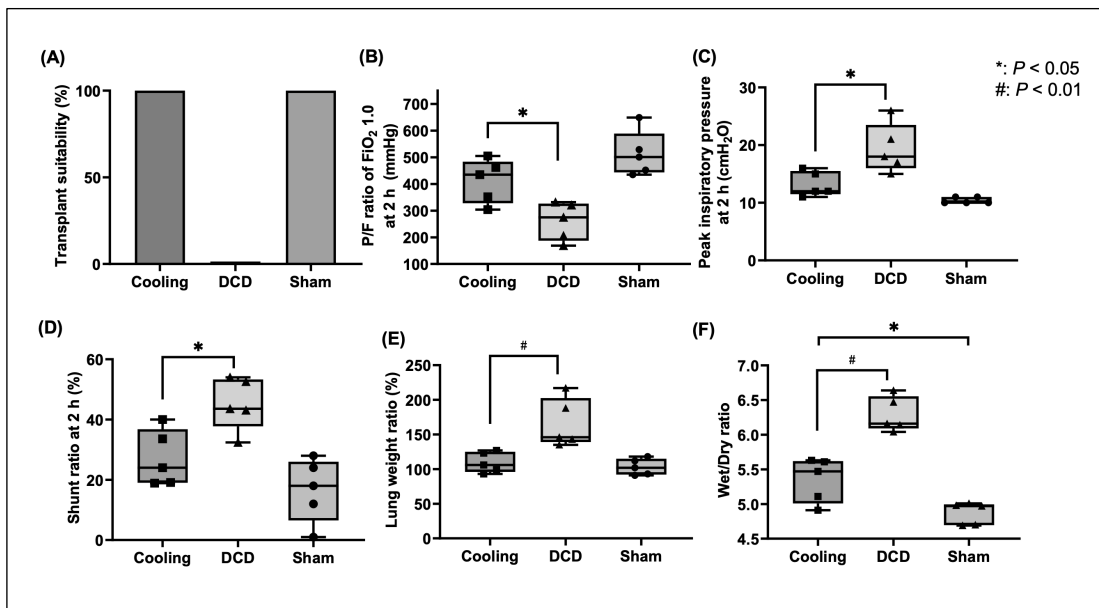 (A)
Transplant suitability (%)
100
50
0
Cooling DCD Sham
(B)
P/F ratio of FiO₂ 1.0
at 2 h (mmHg)
700
600
500
400
300
200
100
*
Cooling DCD Sham
(C)
Peak inspiratory pressure
at 2 h (cmH₂O)
30
20
10
0
*
Cooling DCD Sham
*: P < 0.05
#: P < 0.01
(D)
Shunt ratio at 2 h (%)
60
40
20
0
*
Cooling DCD Sham
(E)
Lung weight ratio (%)
250
200
150
100
50
0
#
Cooling DCD Sham
(F)
Wet/Dry ratio
7.0
6.5
6.0
5.5
5.0
4.5
*
#
Cooling DCD Sham